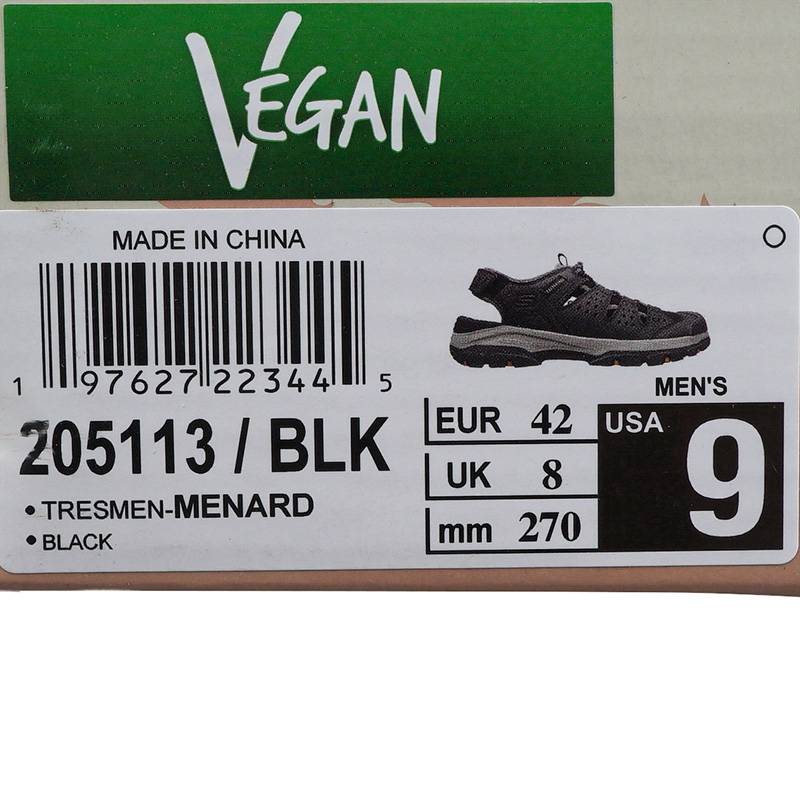 VEGAN
MADE IN CHINA
1 97627 22344 5
205113 / BLK
• TRESMEN-MENARD
• BLACK
MEN'S
EUR 42
UK 8
mm 270
USA 9